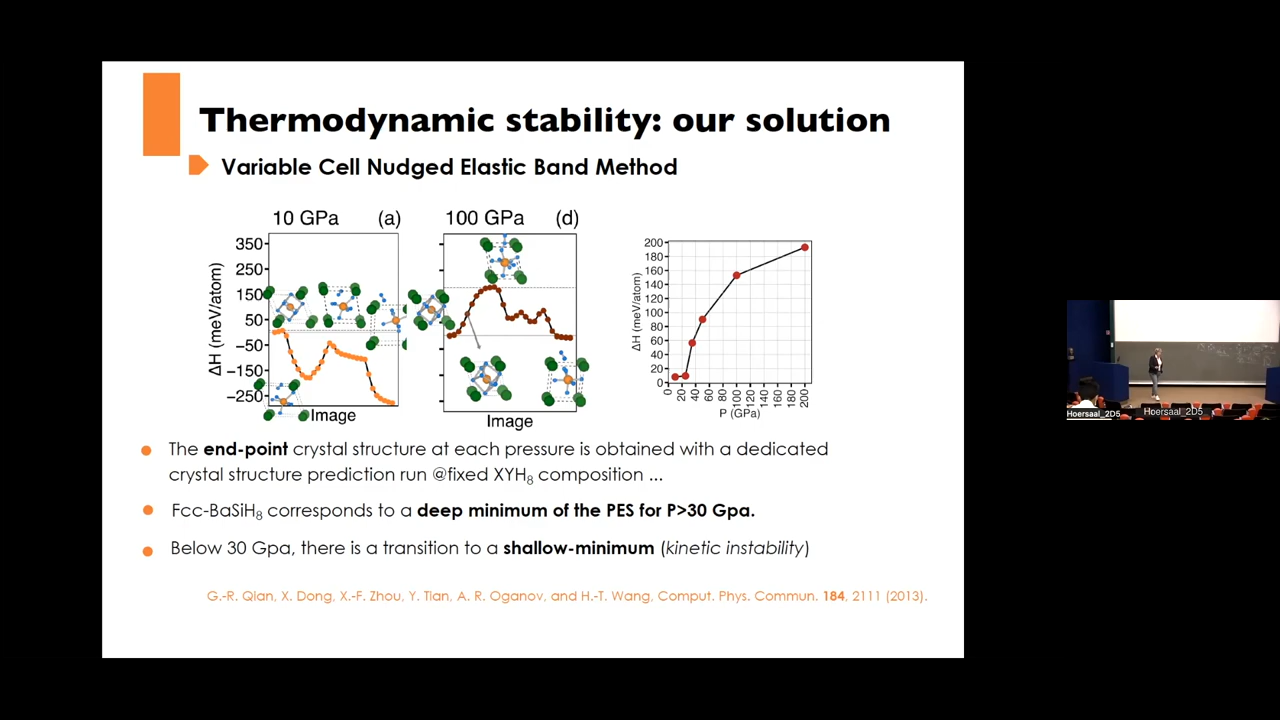 Thermodynamic stability: our solution
Variable Cell Nudged Elastic Band Method
10 GPa (a)
350
250
150
50
−50
−150
−250
ΔH (meV/atom)
Image
100 GPa (d)
Image
200
180
160
140
120
100
80
60
40
20
0
ΔH (meV/atom)
0 20 40 60 80 100 120 140 160 180 200
P (GPa)
The end-point crystal structure at each pressure is obtained with a dedicated
crystal structure prediction run @fixed XYH₈ composition ...
Fcc-BaSiH₈ corresponds to a deep minimum of the PES for P>30 Gpa.
Below 30 Gpa, there is a transition to a shallow-minimum (kinetic instability)
G.-R. Qian, X. Dong, X.-F. Zhou, Y. Tian, A. R. Oganov, and H.-T. Wang, Comput. Phys. Commun. 184, 2111 (2013).
Hoersaal_2D5
Hoersaal_2D5